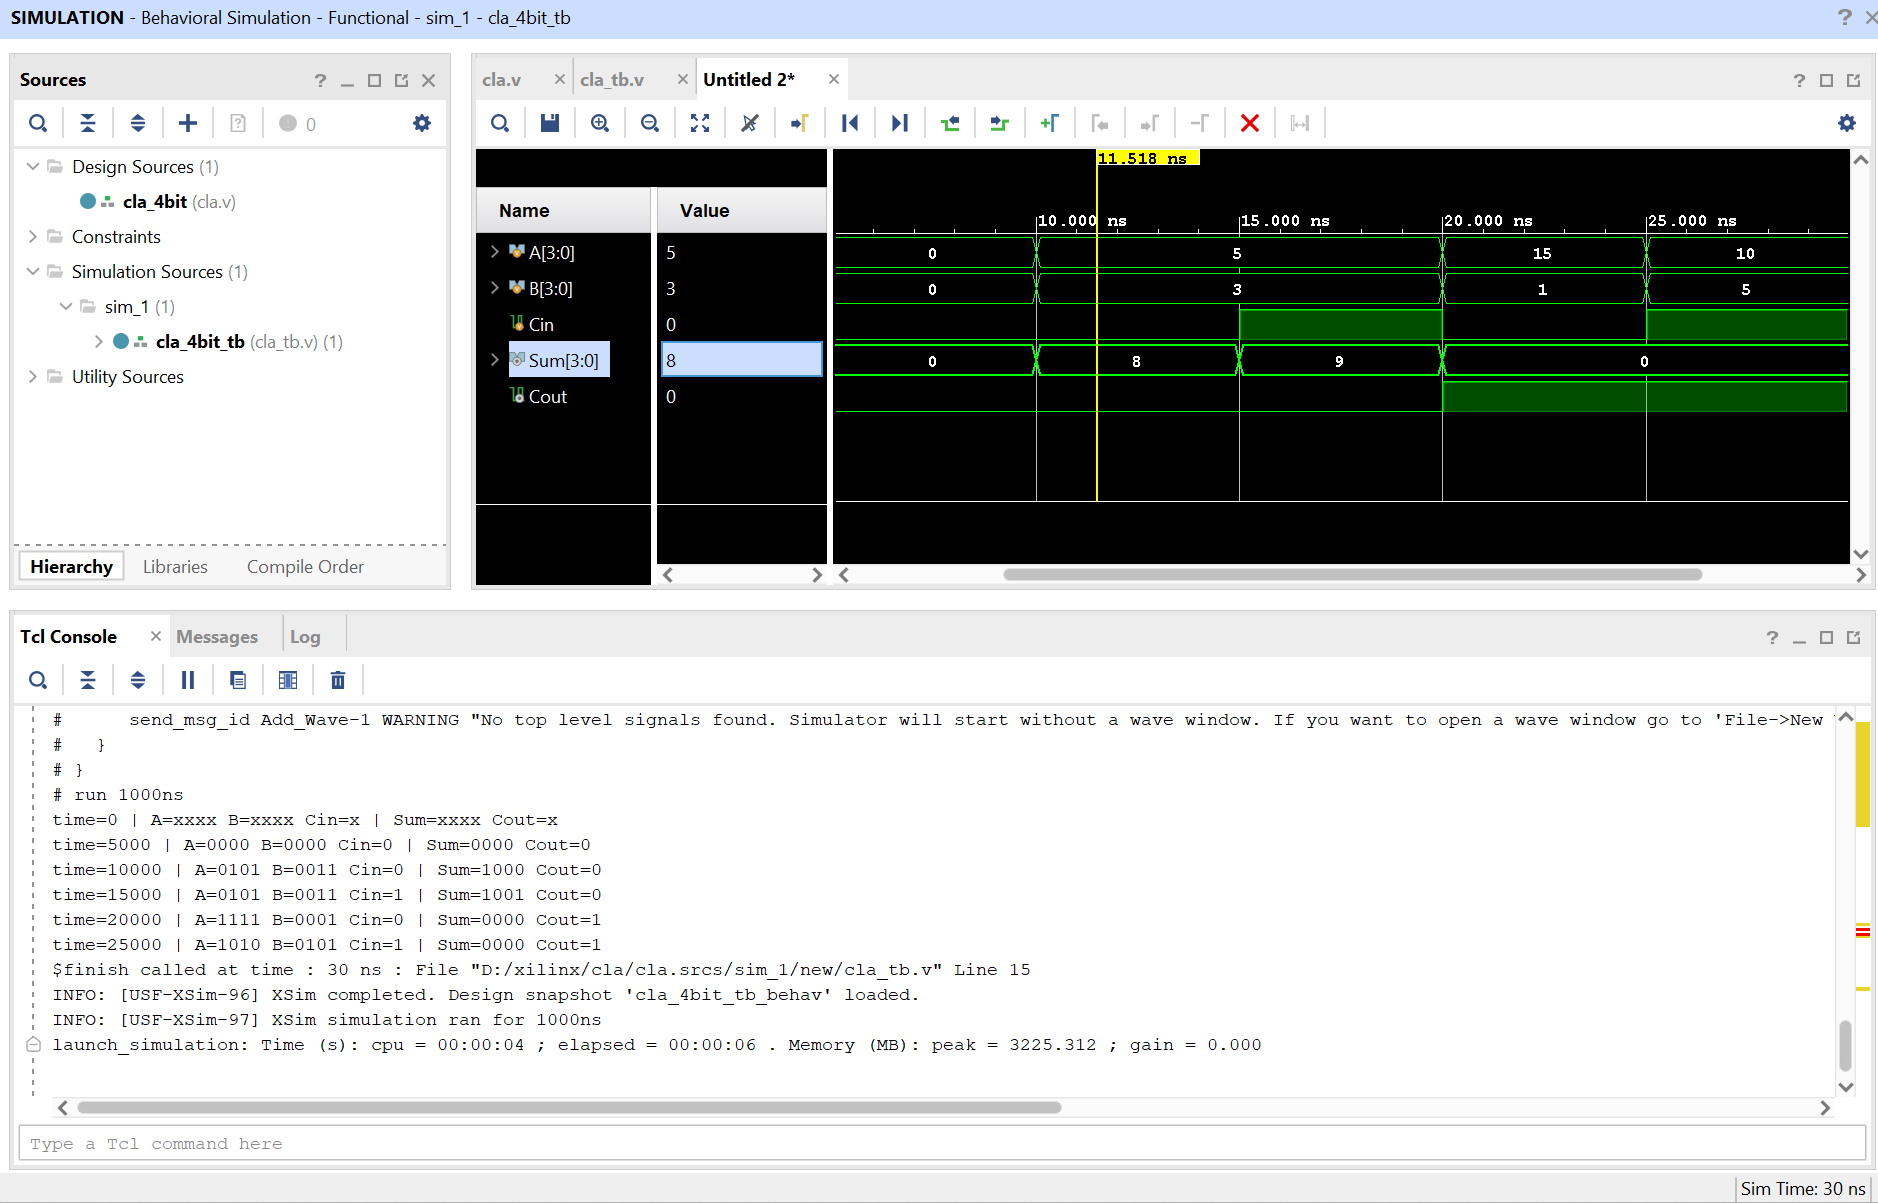 SIMULATION - Behavioral Simulation - Functional - sim_1 - cla_4bit_tb
Sources
0
Design Sources (1)
cla_4bit (cla.v)
Constraints
Simulation Sources (1)
sim_1 (1)
cla_4bit_tb (cla_tb.v) (1)
Utility Sources
Hierarchy Libraries Compile Order
cla.v cla_tb.v Untitled 2*
11.518 ns
Name Value
10.000 ns 15.000 ns 20.000 ns 25.000 ns
A[3:0] 5 0 5 15 10
B[3:0] 3 0 3 1 5
Cin 0
Sum[3:0] 8 0 8 9 0
Cout 0
Tcl Console Messages Log
# send_msg_id Add_Wave-1 WARNING "No top level signals found. Simulator will start without a wave window. If you want to open a wave window go to 'File->New
# }
# }
# run 1000ns
time=0 | A=xxxx B=xxxx Cin=x | Sum=xxxx Cout=x
time=5000 | A=0000 B=0000 Cin=0 | Sum=0000 Cout=0
time=10000 | A=0101 B=0011 Cin=0 | Sum=1000 Cout=0
time=15000 | A=0101 B=0011 Cin=1 | Sum=1001 Cout=0
time=20000 | A=1111 B=0001 Cin=0 | Sum=0000 Cout=1
time=25000 | A=1010 B=0101 Cin=1 | Sum=0000 Cout=1
$finish called at time : 30 ns : File "D:/xilinx/cla/cla.srcs/sim_1/new/cla_tb.v" Line 15
INFO: [USF-XSim-96] XSim completed. Design snapshot 'cla_4bit_tb_behav' loaded.
INFO: [USF-XSim-97] XSim simulation ran for 1000ns
launch_simulation: Time (s): cpu = 00:00:04 ; elapsed = 00:00:06 . Memory (MB): peak = 3225.312 ; gain = 0.000
Type a Tcl command here
Sim Time: 30 ns